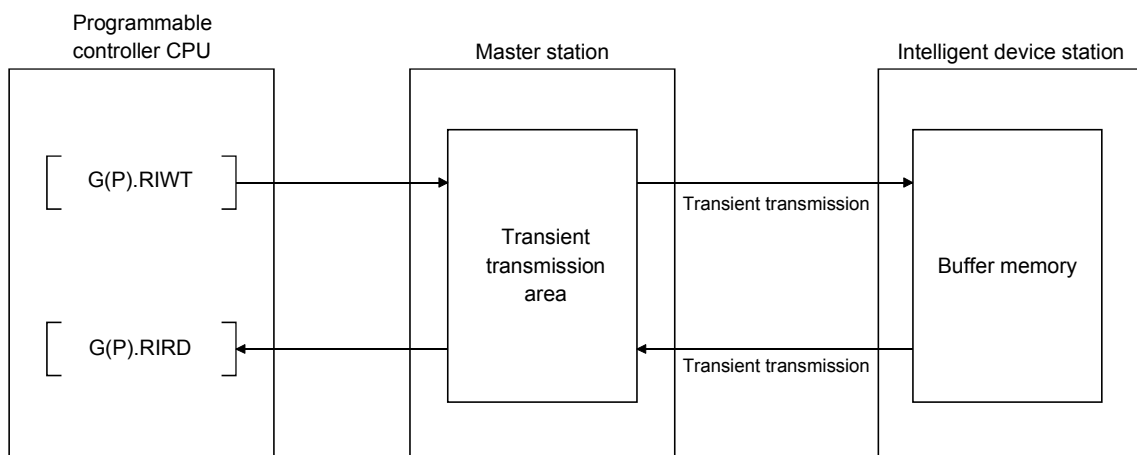 Programmable
controller CPU
Master station
Intelligent device station
G(P).RIWT
Transient transmission
Transient
transmission
area
Buffer memory
G(P).RIRD
Transient transmission